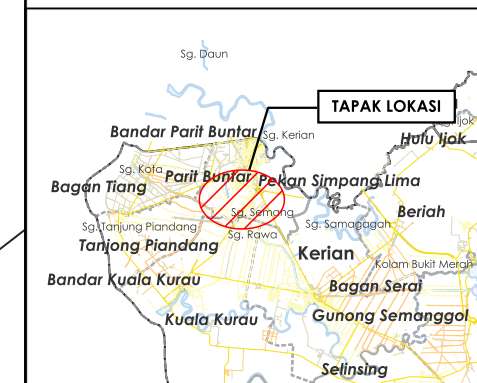 Sg. Daun
TAPAK LOKASI
Bandar Parit Buntar
Sg. Kerian
Hulu Ijok
Sg. Kota
Parit Buntar
Pekan Simpang Lima
Bagan Tiang
Sg. Semang
Beriah
Sg. Tanjung Piandang
Sg. Samagagah
Sg. Rawa
Tanjong Piandang
Kerian
Kolam Bukit Merah
Bandar Kuala Kurau
Bagan Serai
Kuala Kurau
Gunong Semanggol
Selinsing